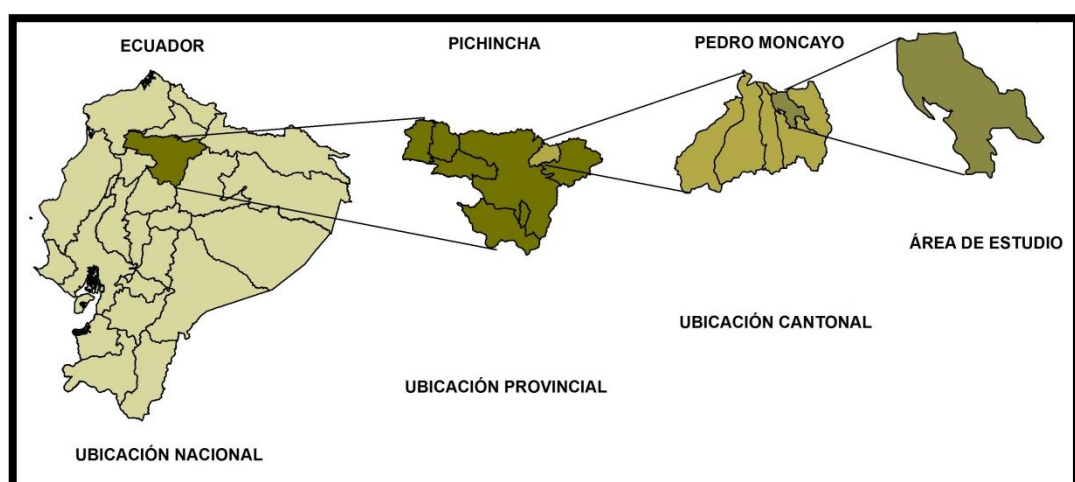 ECUADOR
PICHINCHA
PEDRO MONCAYO
ÁREA DE ESTUDIO
UBICACIÓN CANTONAL
UBICACIÓN PROVINCIAL
UBICACIÓN NACIONAL